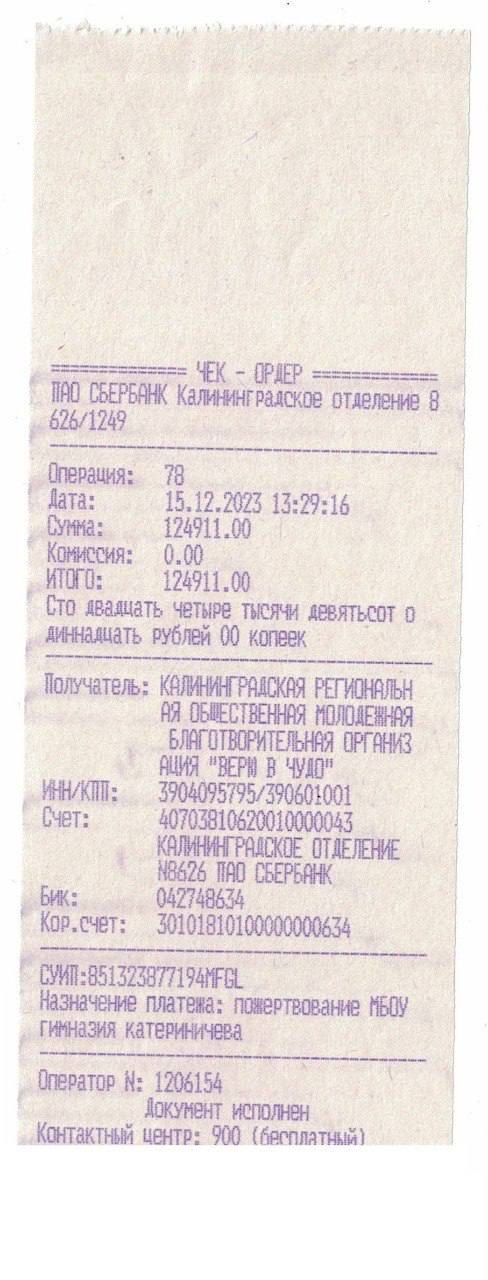 ============== ЧЕК - ОРДЕР =============
ПАО СБЕРБАНК Калининградское отделение 8
626/1249
Операция: 78
Дата: 15.12.2023 13:29:16
Сумма: 124911.00
Комиссия: 0.00
ИТОГО: 124911.00
Сто двадцать четыре тысячи девятьсот о
диннадцать рублей 00 копеек
Получатель: КАЛИНИНГРАДСКАЯ РЕГИОНАЛЬН
АЯ ОБЩЕСТВЕННАЯ МОЛОДЕЖНАЯ
БЛАГОТВОРИТЕЛЬНАЯ ОРГАНИЗ
АЦИЯ "ВЕРЮ В ЧУДО"
ИНН/КПП: 3904095795/390601001
Счет: 40703810620010000043
КАЛИНИНГРАДСКОЕ ОТДЕЛЕНИЕ
N8626 ПАО СБЕРБАНК
Бик: 042748634
Кор.счет: 30101810100000000634
СУИП:851323877194MFGL
Назначение платежа: пожертвование МБОУ
гимназия катериничева
Оператор N: 1206154
Документ исполнен
Контактный центр: 900 (бесплатный)